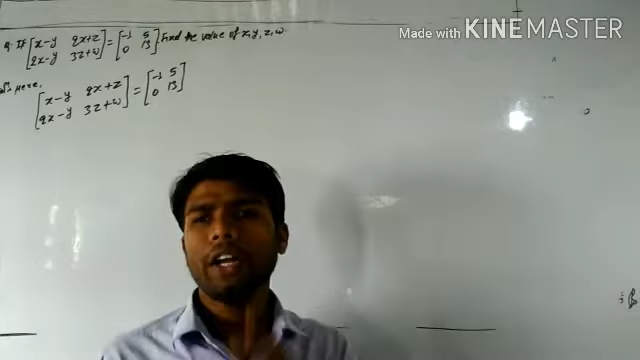 Made with KINEMASTER
Q. If [x-y 2x+z] = [-1 5] Find the value of x, y, z, w.
[2x-y 3z+w] [0 13]
Here,
[x-y 2x+z] = [-1 5]
[2x-y 3z+w] [0 13]